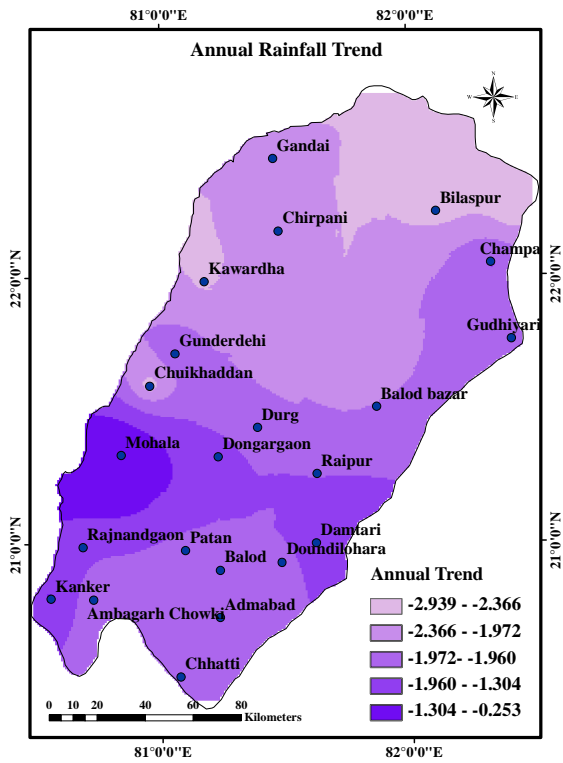 81°0'0"E 82°0'0"E
Annual Rainfall Trend
N
W E
S
Gandai
Bilaspur
Chirpani
Champa
Kawardha
22°0'0"N 22°0'0"N
Gudhiyari
Gunderdehi
Chuikhaddan
Balod bazar
Durg
Mohala
Dongargaon
Raipur
Damtari
Rajnandgaon
Patan
Doundilohara
21°0'0"N 21°0'0"N
Balod
Kanker
Ambagarh Chowki
Admabad
Chhatti
Annual Trend
-2.939 - -2.366
-2.366 - -1.972
-1.972- -1.960
-1.960 - -1.304
-1.304 - -0.253
0 5 10 15 20 40 60 80
Kilometers
81°0'0"E 82°0'0"E